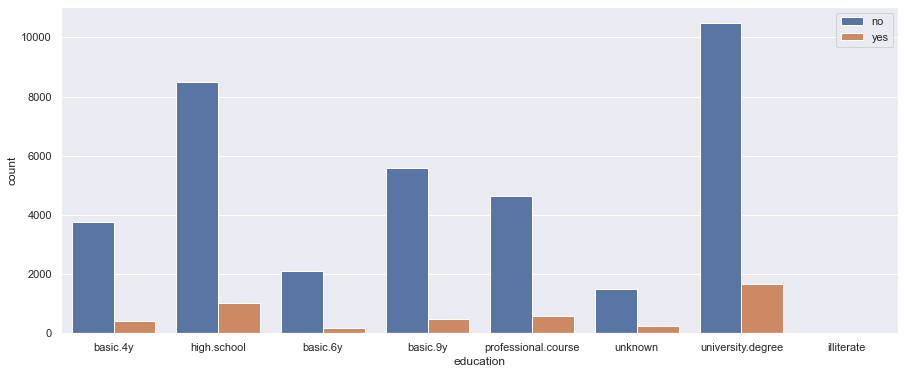 no
yes
10000
8000
6000
4000
2000
0
count
basic.4y high.school basic.6y basic.9y professional.course unknown university.degree illiterate
education